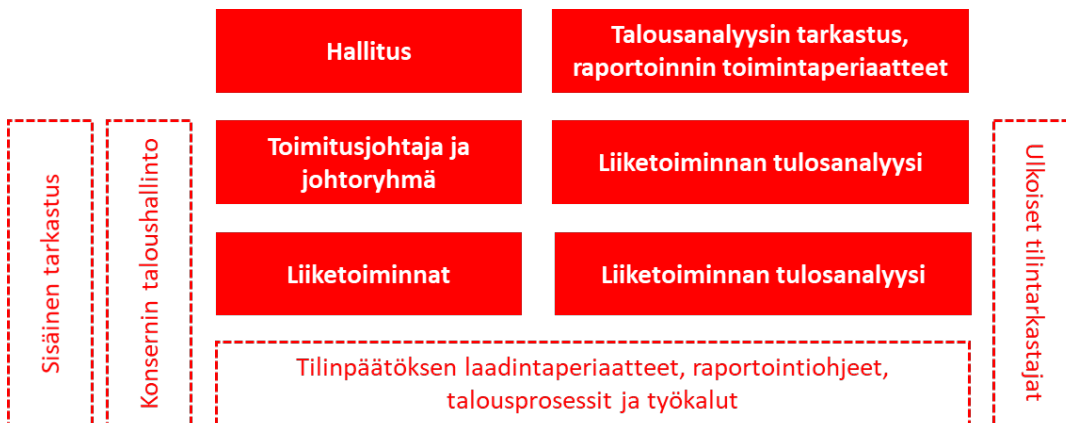 Hallitus
Talousanalyysin tarkastus,
raportoinnin toimintaperiaatteet
Sisäinen tarkastus
Konsernin taloushallinto
Toimitusjohtaja ja
johtoryhmä
Liiketoiminnan tulosanalyysi
Liiketoiminnat
Liiketoiminnan tulosanalyysi
Tilinpäätöksen laadintaperiaatteet, raportointiohjeet,
talousprosessit ja työkalut
Ulkoiset tilintarkastajat